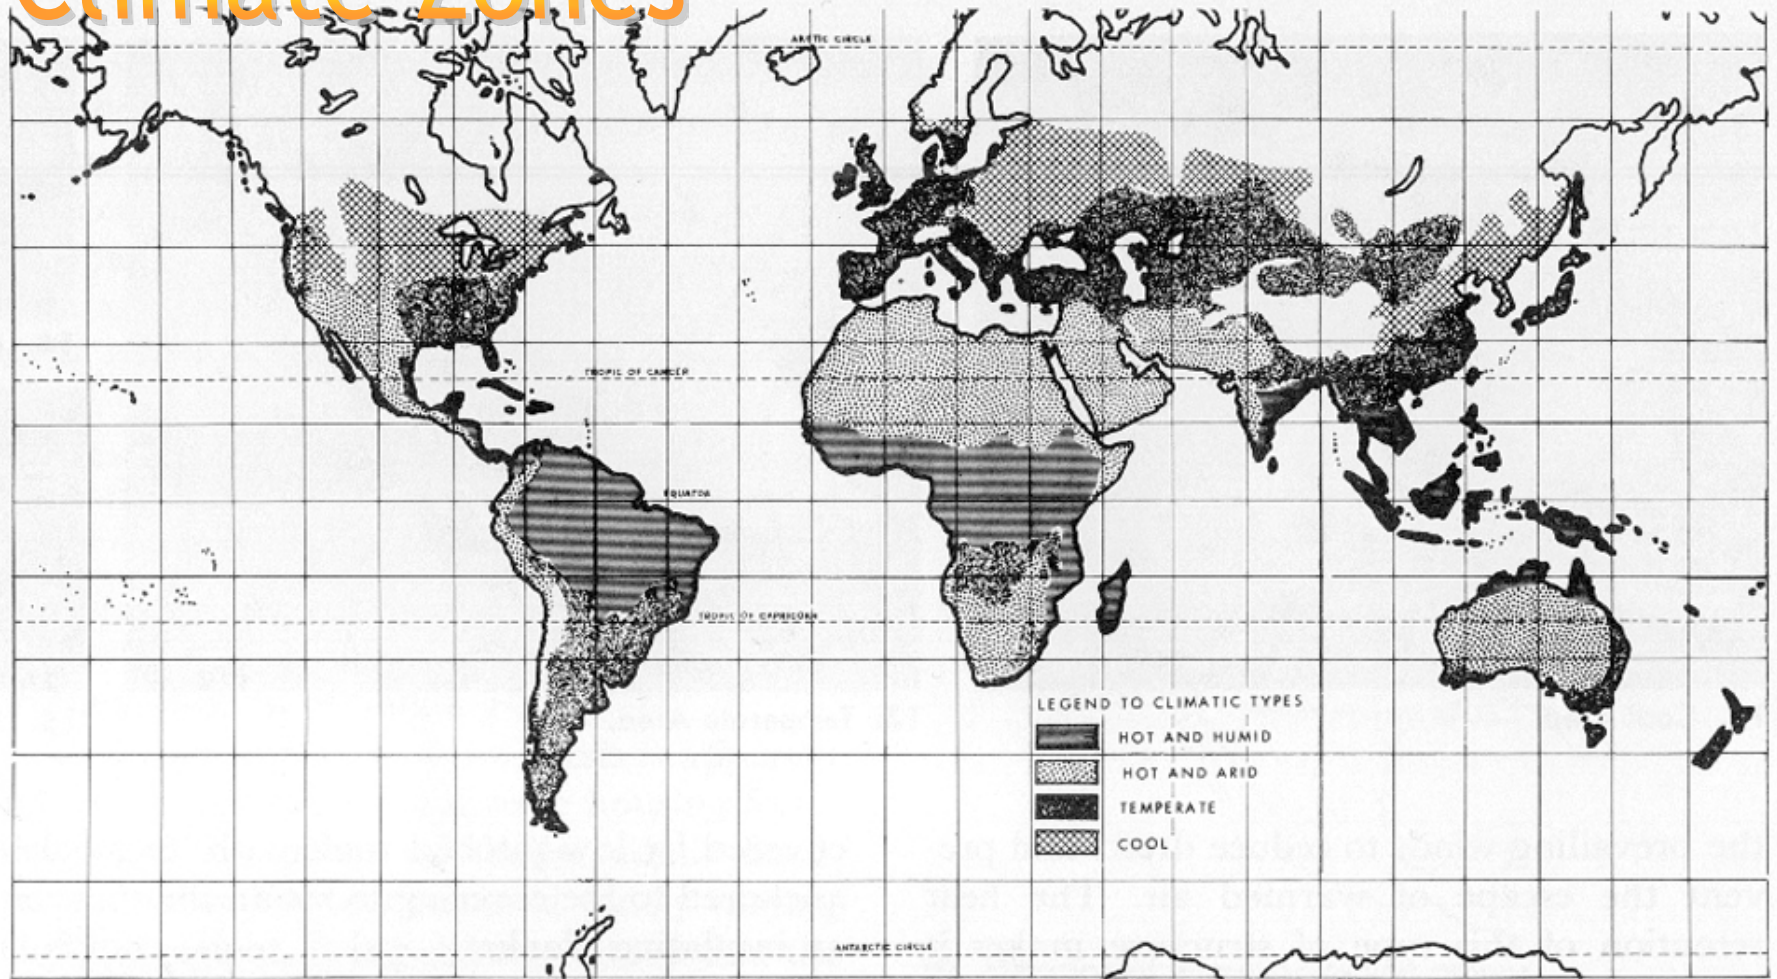 Climate Zones
ARCTIC CIRCLE
TROPIC OF CANCER
EQUATOR
TROPIC OF CAPRICORN
LEGEND TO CLIMATIC TYPES
HOT AND HUMID
HOT AND ARID
TEMPERATE
COOL
ANTARCTIC CIRCLE